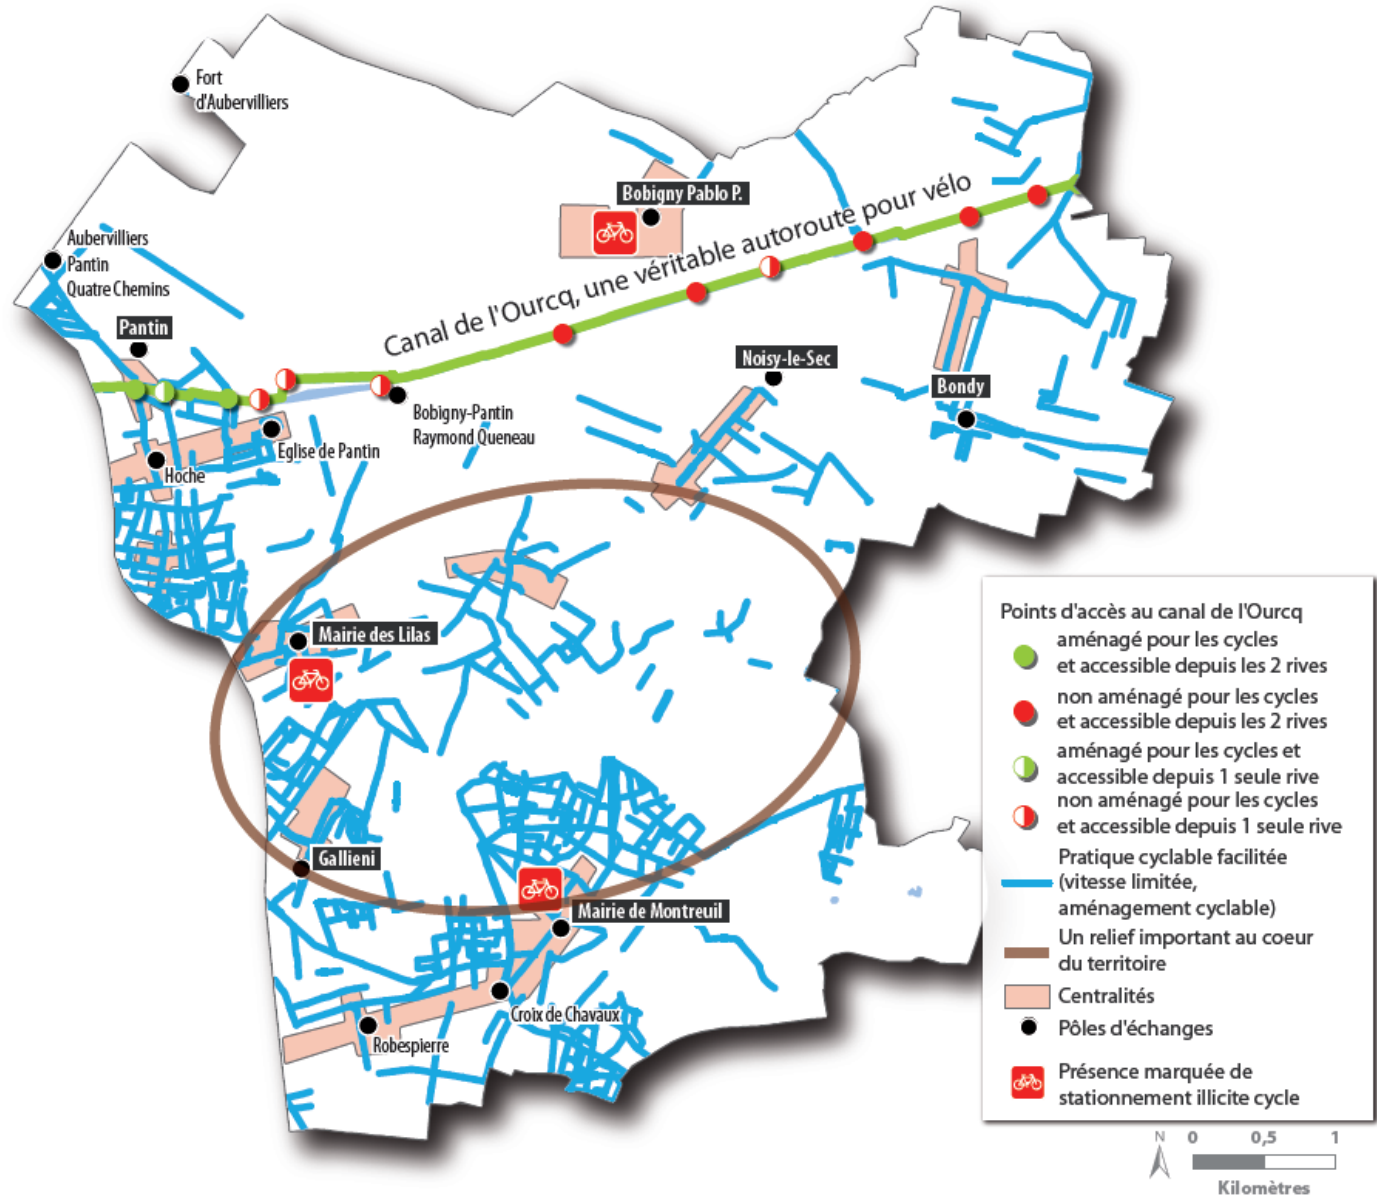 Fort
d'Aubervilliers
Bobigny Pablo P.
Canal de l'Ourcq, une véritable autoroute pour vélo
Aubervilliers
Pantin
Quatre Chemins
Pantin
Noisy-le-Sec
Bondy
Bobigny-Pantin
Raymond Queneau
Eglise de Pantin
Hoche
Mairie des Lilas
Gallieni
Mairie de Montreuil
Croix de Chavaux
Robespierre
Points d'accès au canal de l'Ourcq
aménagé pour les cycles
et accessible depuis les 2 rives
non aménagé pour les cycles
et accessible depuis les 2 rives
aménagé pour les cycles et
accessible depuis 1 seule rive
non aménagé pour les cycles
et accessible depuis 1 seule rive
Pratique cyclable facilitée
(vitesse limitée,
aménagement cyclable)
Un relief important au coeur
du territoire
Centralités
Pôles d'échanges
Présence marquée de
stationnement illicite cycle
N 0 0,5 1
Kilomètres